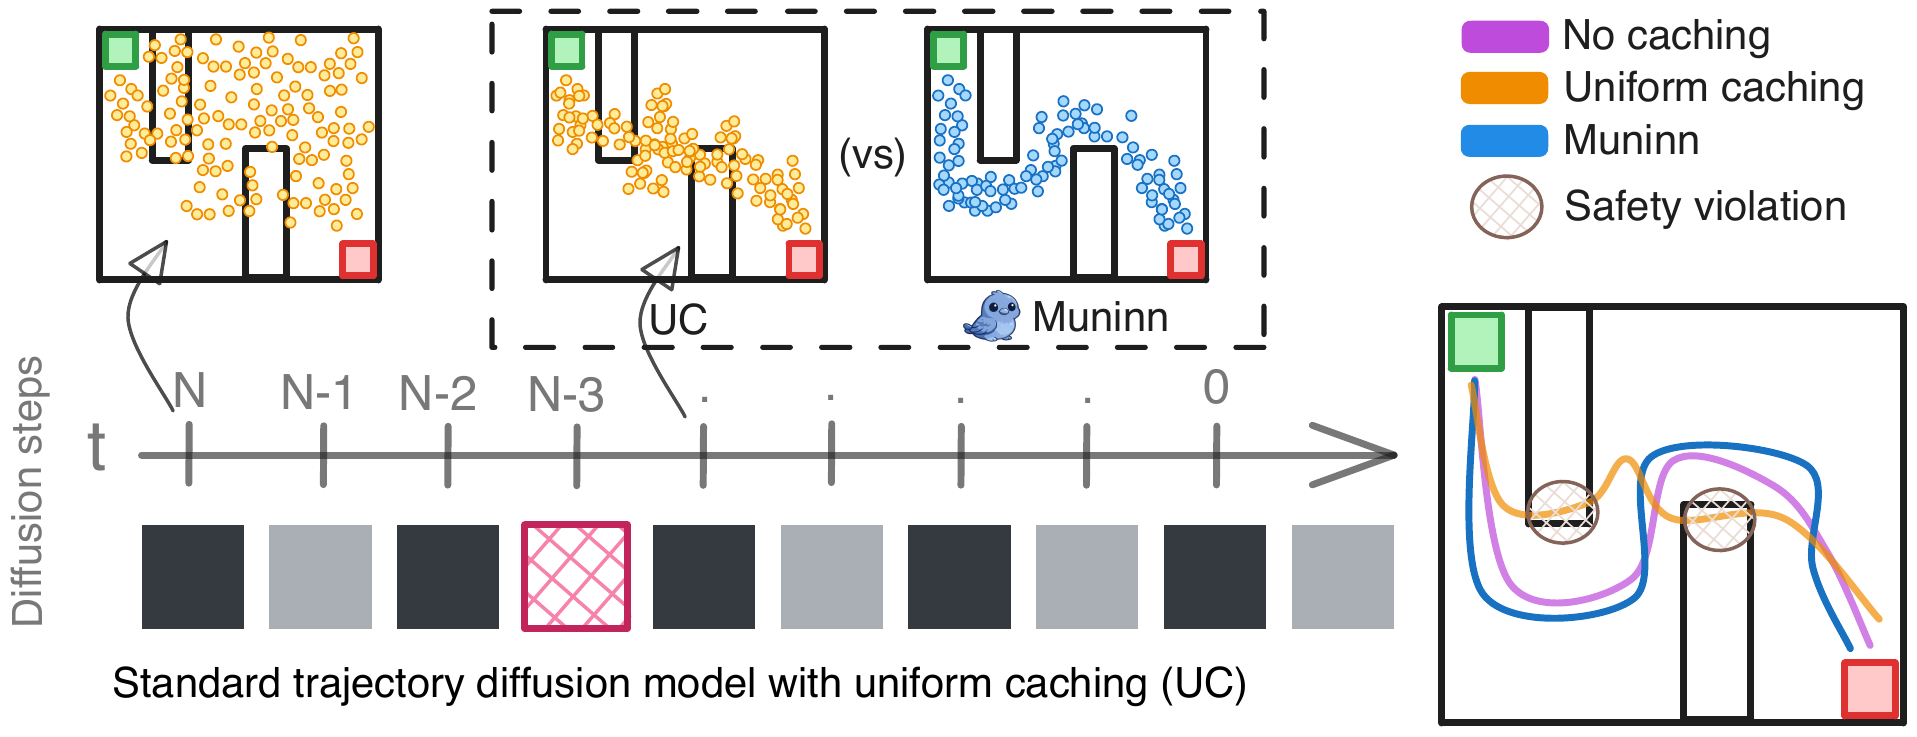 No caching
Uniform caching
(vs)
Muninn
Safety violation
UC
Muninn
N
N-1
N-2
N-3
.
.
.
.
0
t
Diffusion steps
Standard trajectory diffusion model with uniform caching (UC)